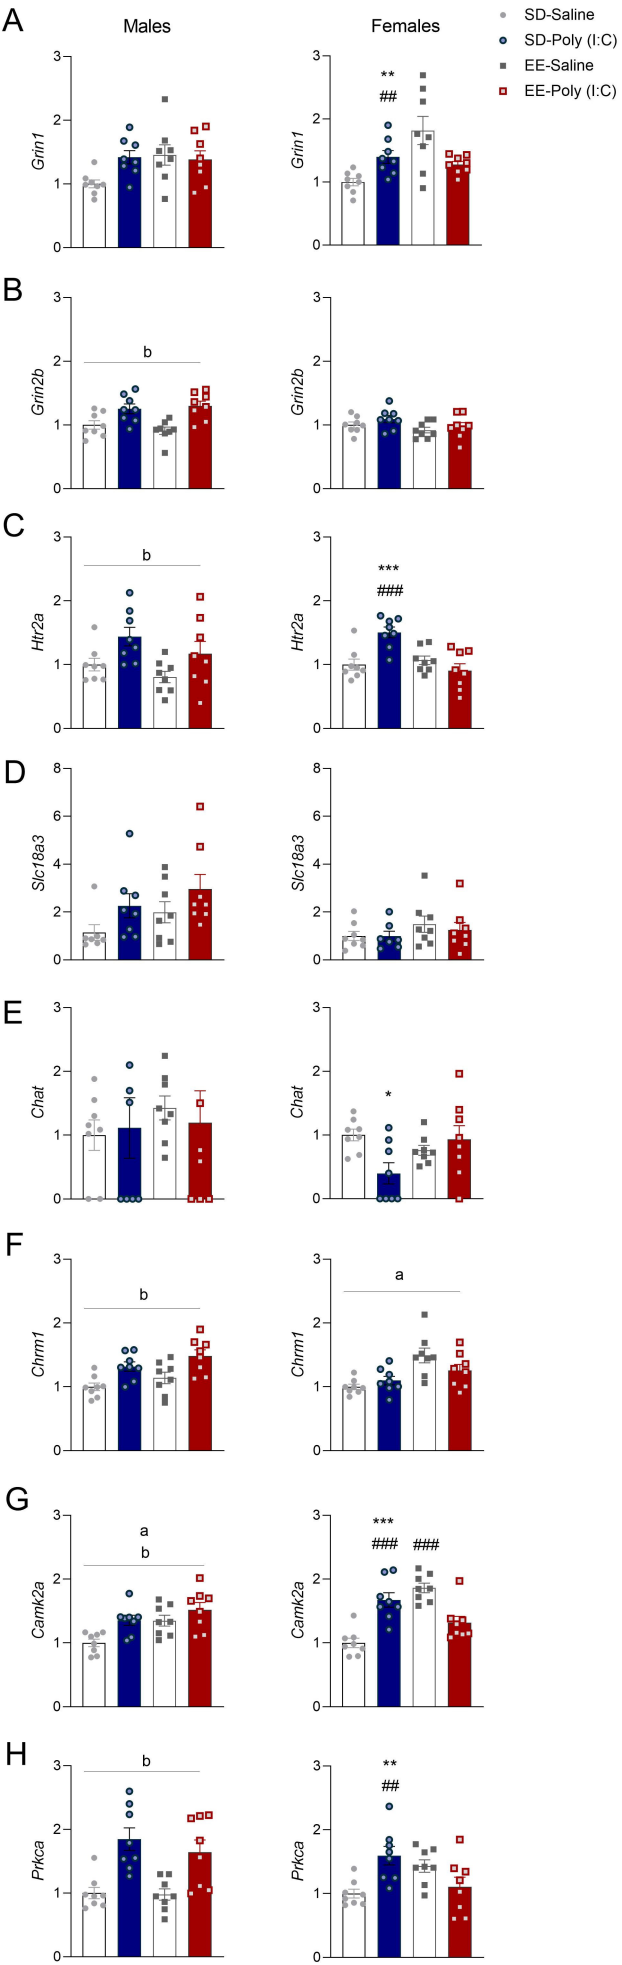 A
Males
Females
SD-Saline
SD-Poly (I:C)
EE-Saline
EE-Poly (I:C)
Grin1
3
2
1
0
Grin1
3
2
1
0
**
##
B
Grin2b
3
2
1
0
b
Grin2b
3
2
1
0
C
Htr2a
3
2
1
0
b
Htr2a
3
2
1
0
***
###
D
Slc18a3
8
6
4
2
0
Slc18a3
8
6
4
2
0
E
Chat
3
2
1
0
Chat
3
2
1
0
*
F
Chrm1
3
2
1
0
b
Chrm1
3
2
1
0
a
G
Camk2a
3
2
1
0
a
b
Camk2a
3
2
1
0
***
### ###
H
Prkca
3
2
1
0
b
Prkca
3
2
1
0
**
##